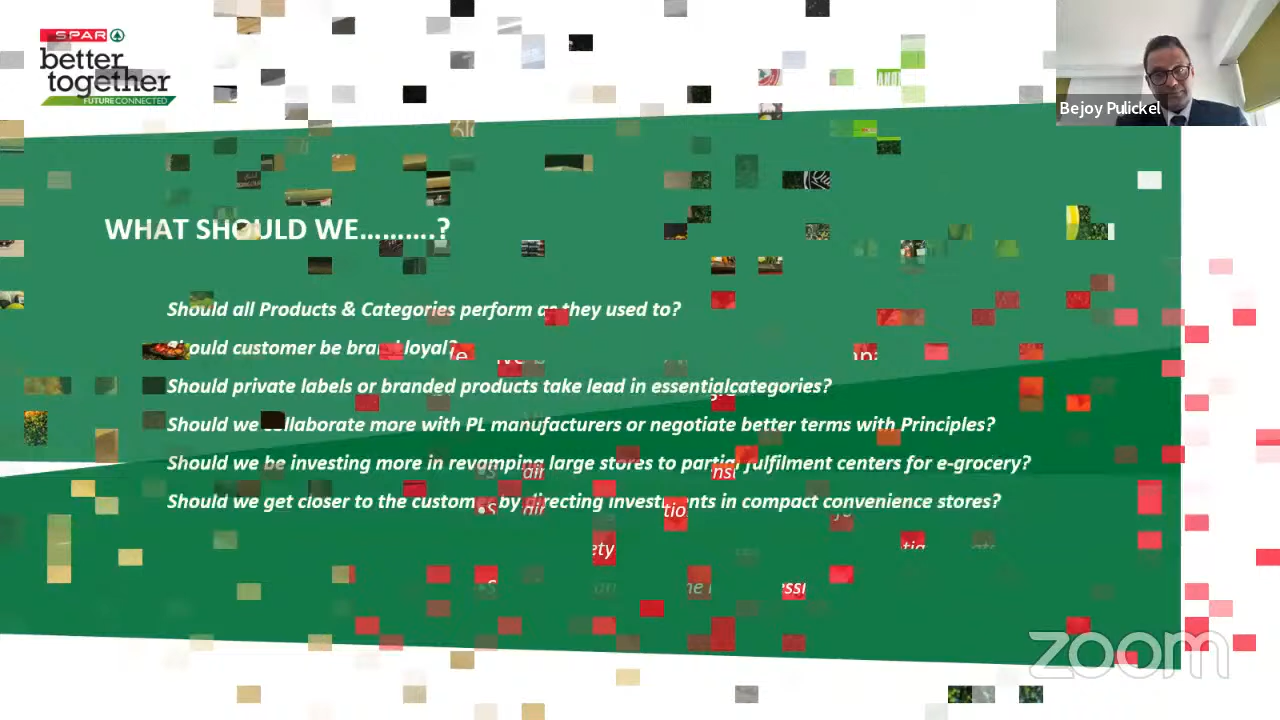 SPAR
better
together
FUTURECONNECTED
Bejoy Pulickel
WHAT SHOULD WE..........?
Should all Products & Categories perform as they used to?
Should customer be brand loyal?
Should private labels or branded products take lead in essentialcategories?
Should we collaborate more with PL manufacturers or negotiate better terms with Principles?
Should we be investing more in revamping large stores to partial fulfilment centers for e-grocery?
Should we get closer to the customer by directing investments in compact convenience stores?
zoom